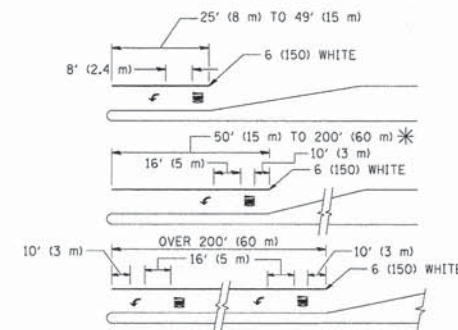 25' (8 m) TO 49' (15 m)
6 (150) WHITE
8' (2.4 m)
50' (15 m) TO 200' (60 m) *
16' (5 m)
10' (3 m)
6 (150) WHITE
OVER 200' (60 m)
10' (3 m)
16' (5 m)
10' (3 m)
6 (150) WHITE